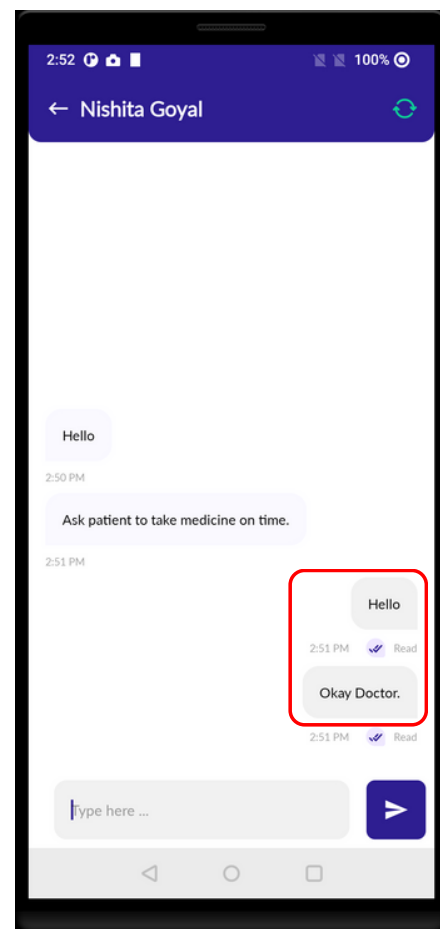 2:52 100%
Nishita Goyal
Hello
2:50 PM
Ask patient to take medicine on time.
2:51 PM
Hello
2:51 PM Read
Okay Doctor.
2:51 PM Read
Type here ...